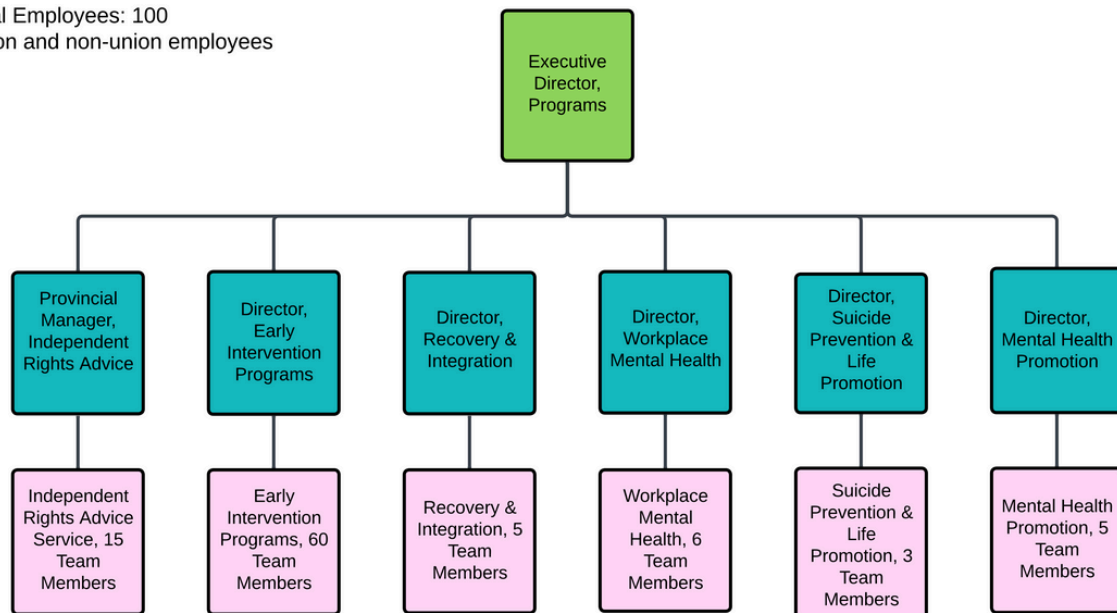 Employees: 100
and non-union employees
Executive
Director,
Programs
Provincial
Manager,
Independent
Rights Advice
Director,
Early
Intervention
Programs
Director,
Recovery &
Integration
Director,
Workplace
Mental Health
Director,
Suicide
Prevention &
Life
Promotion
Director,
Mental Health
Promotion
Independent
Rights Advice
Service, 15
Team
Members
Early
Intervention
Programs, 60
Team
Members
Recovery &
Integration, 5
Team
Members
Workplace
Mental
Health, 6
Team
Members
Suicide
Prevention &
Life
Promotion, 3
Team
Members
Mental Health
Promotion, 5
Team
Members